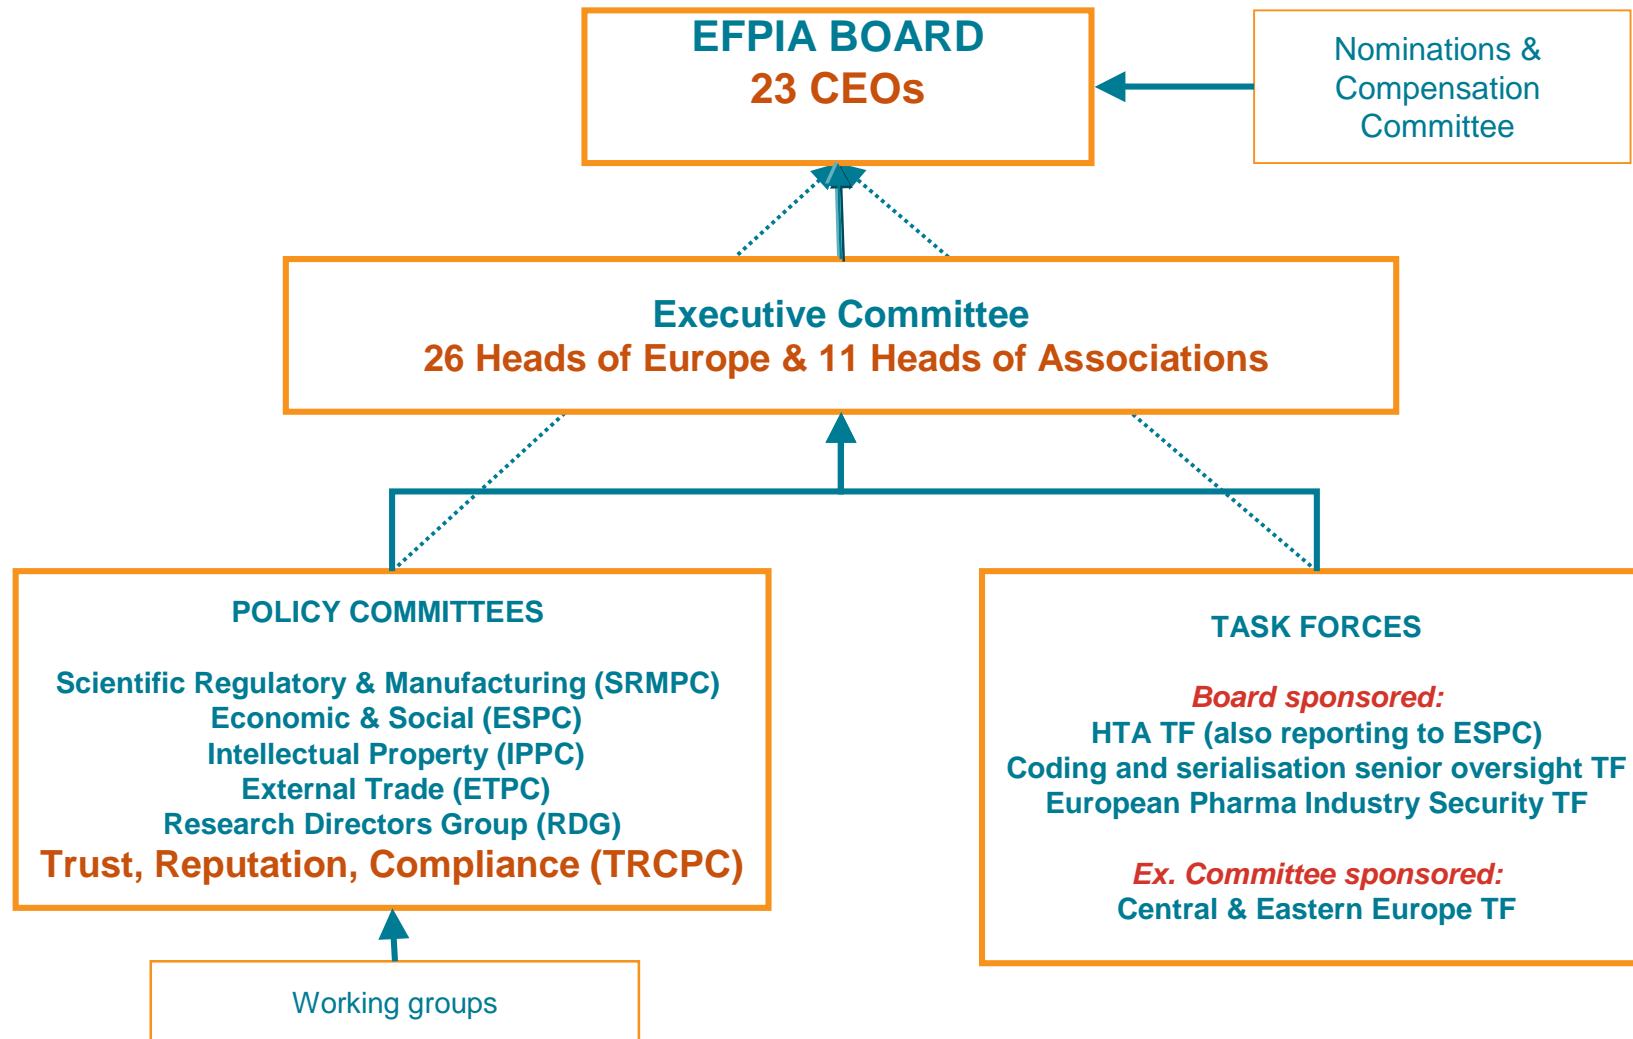 EFPIA BOARD
23 CEOs
Nominations &
Compensation
Committee
Executive Committee
26 Heads of Europe & 11 Heads of Associations
POLICY COMMITTEES
Scientific Regulatory & Manufacturing (SRMPC)
Economic & Social (ESPC)
Intellectual Property (IPPC)
External Trade (ETPC)
Research Directors Group (RDG)
Trust, Reputation, Compliance (TRCPC)
TASK FORCES
Board sponsored:
HTA TF (also reporting to ESPC)
Coding and serialisation senior oversight TF
European Pharma Industry Security TF
Ex. Committee sponsored:
Central & Eastern Europe TF
Working groups